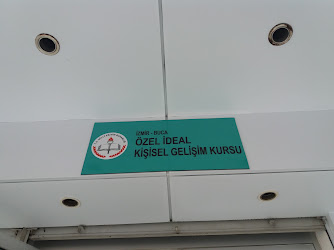 İZMİR - BUCA
ÖZEL İDEAL
KİŞİSEL GELİŞİM KURSU